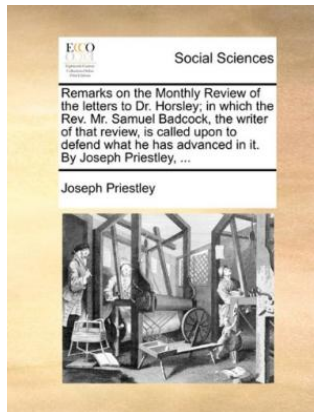 ECCO
Social Sciences
Remarks on the Monthly Review of
the letters to Dr. Horsley; in which the
Rev. Mr. Samuel Badcock, the writer
of that review, is called upon to
defend what he has advanced in it.
By Joseph Priestley, ...
Joseph Priestley